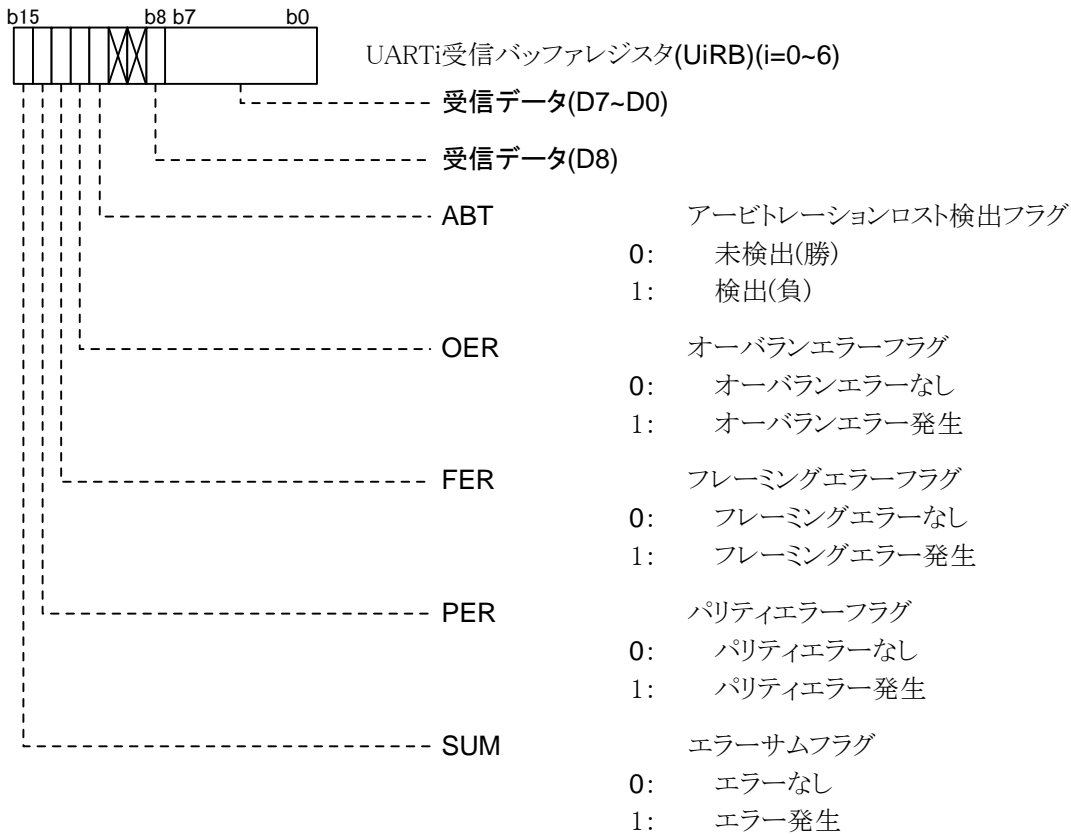 b15 b8 b7 b0
UARTi受信バッファレジスタ(UiRB)(i=0~6)
受信データ(D7~D0)
受信データ(D8)
ABT アービトレーションロスト検出フラグ
0: 未検出(勝)
1: 検出(負)
OER オーバランエラーフラグ
0: オーバランエラーなし
1: オーバランエラー発生
FER フレーミングエラーフラグ
0: フレーミングエラーなし
1: フレーミングエラー発生
PER パリティエラーフラグ
0: パリティエラーなし
1: パリティエラー発生
SUM エラーサムフラグ
0: エラーなし
1: エラー発生